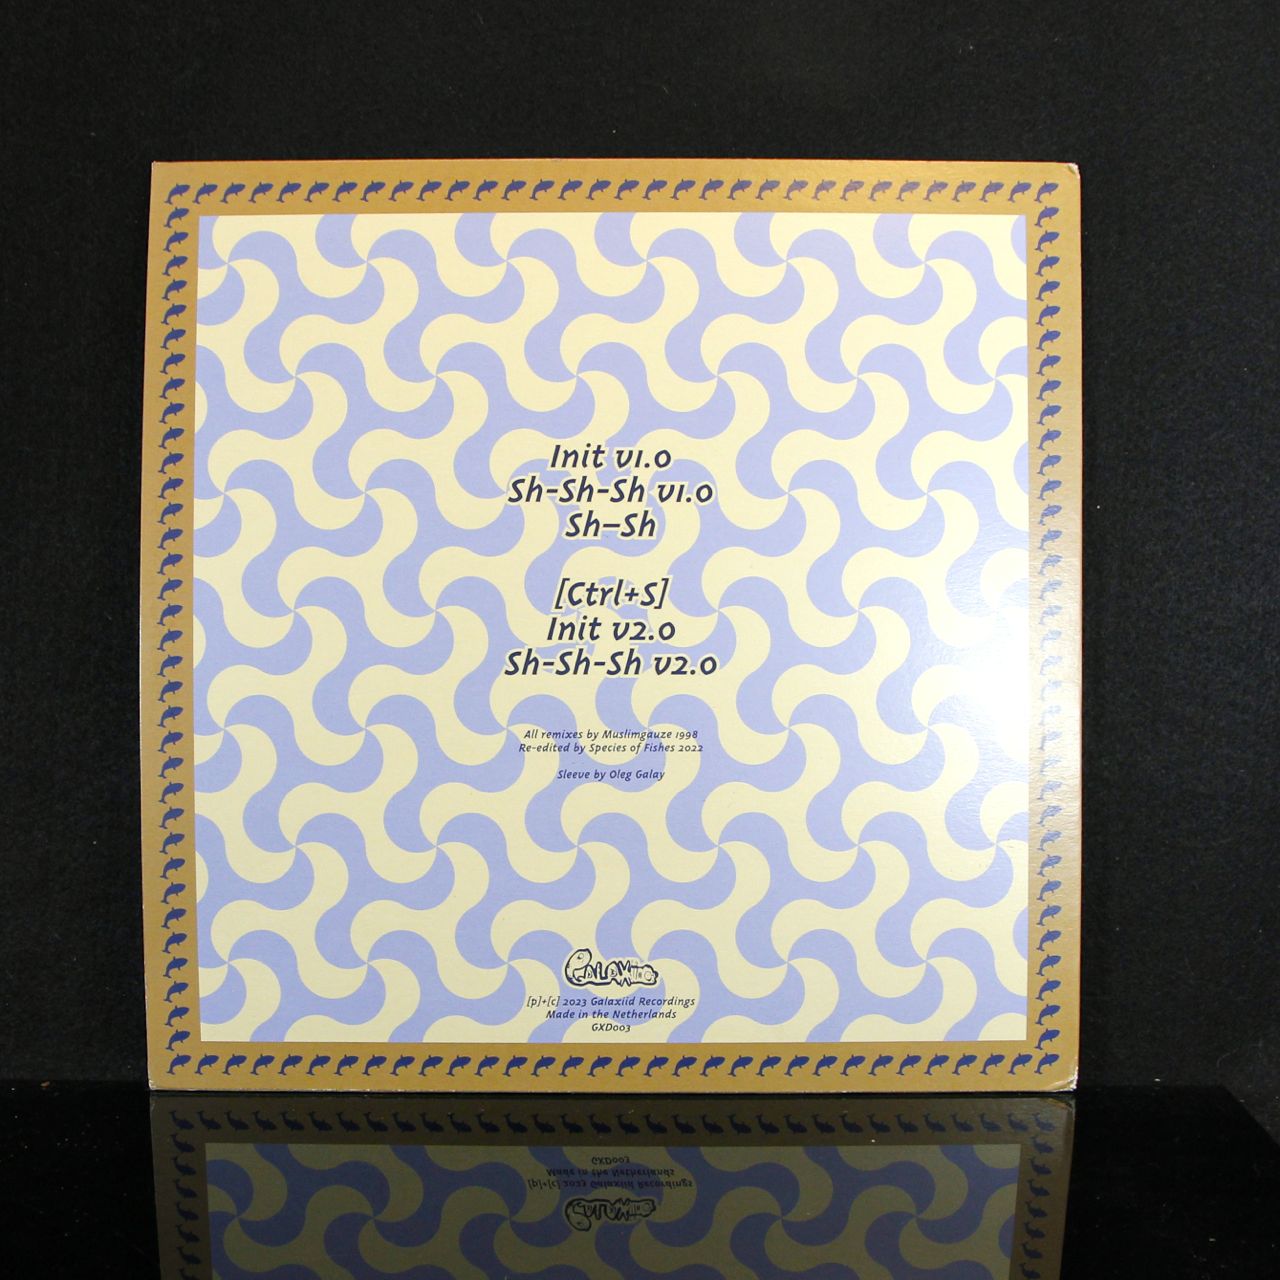 Init v1.0
Sh-Sh-Sh v1.0
Sh–Sh
[Ctrl+S]
Init v2.0
Sh-Sh-Sh v2.0
All remixes by Muslimgauze 1998
Re-edited by Species of Fishes 2022
Sleeve by Oleg Galay
GALAXIID
[p]+[c] 2023 Galaxiid Recordings
Made in the Netherlands
GXD003